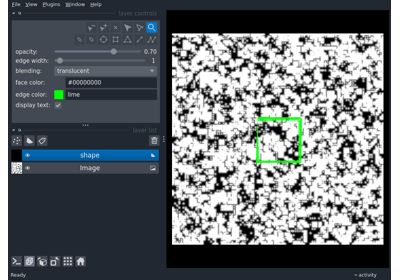 File View Plugins Window Help
layer controls
opacity: 0.70
edge width: 1
blending: translucent
face color: #00000000
edge color: lime
display text:
layer list
shape
Image
Ready
activity